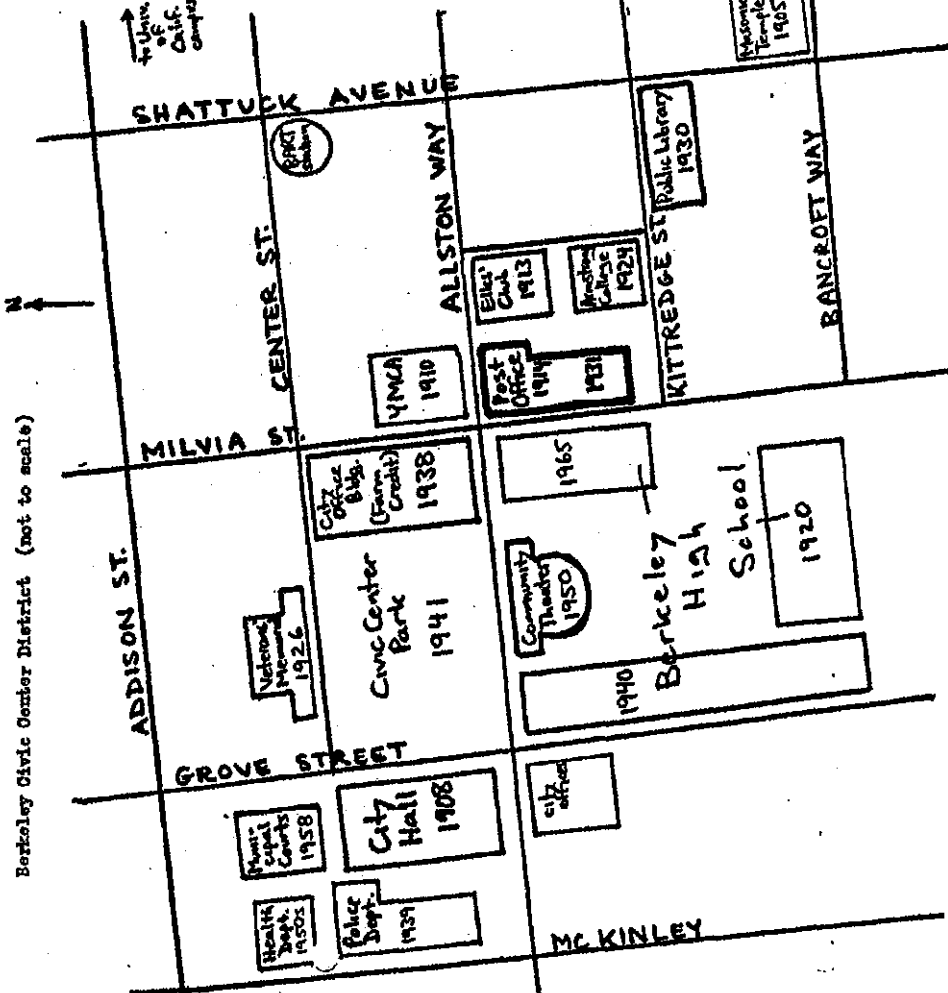 Berkeley Civic Center District (not to scale)
N
to Univ.
of
Calif.
campus
SHATTUCK AVENUE
ADDISON ST.
CENTER ST.
ALLSTON WAY
KITTREDGE ST.
BANCROFT WAY
MILVIA ST.
GROVE STREET
MC KINLEY
Masonic
Temple
1905
BART
station
Public Library
1930
Elks'
Club
1913
Armstrong
College
1924
YMCA
1910
Post
Office
1914
1931
City
Office
Bldg.
(Farm
Credit)
1938
1965
Veterans'
Memorial
1926
Civic Center
Park
1941
Community
Theater
1950
Berkeley
High
School
1920
1940
Muni-
cipal
Courts
1958
City
Hall
1908
City
offices
Health
Dept.
1950s
Police
Dept.
1939